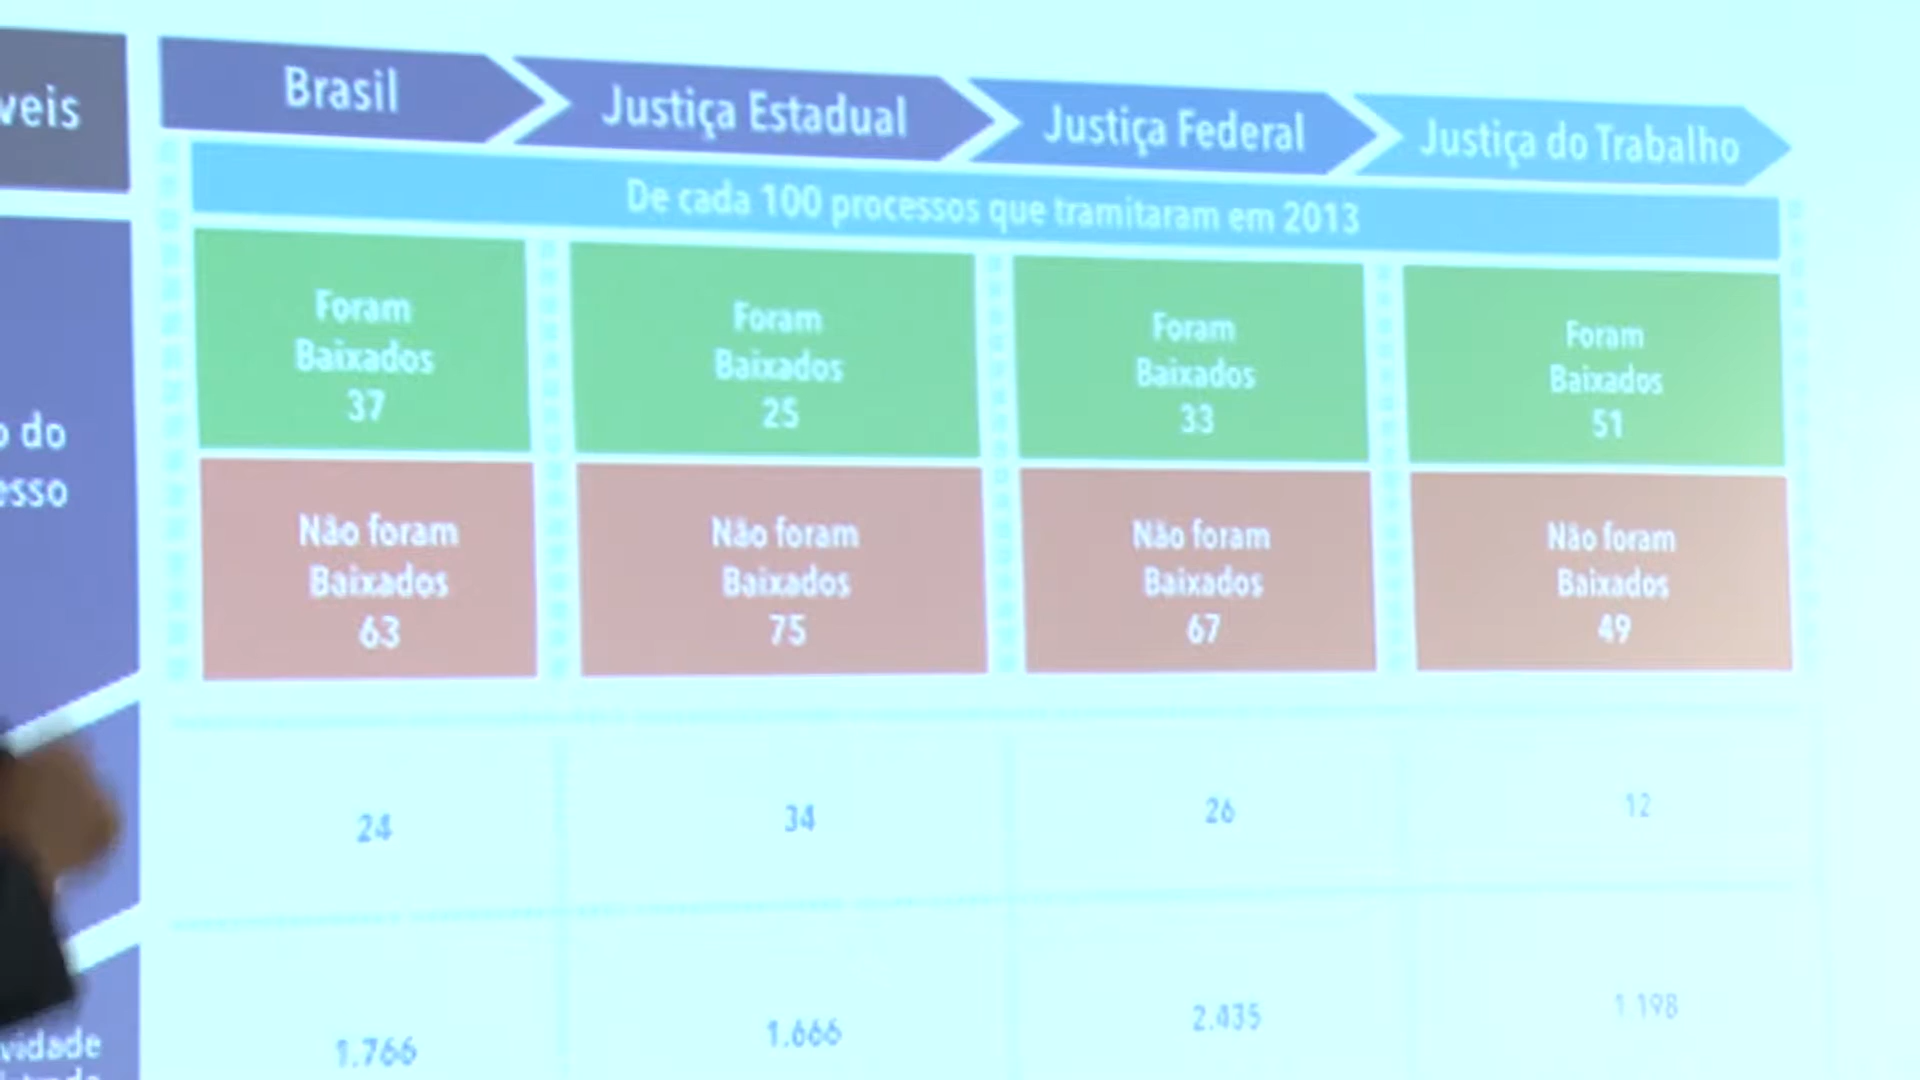 veis
Brasil
Justiça Estadual
Justiça Federal
Justiça do Trabalho
De cada 100 processos que tramitaram em 2013
Foram
Baixados
37
Foram
Baixados
25
Foram
Baixados
33
Foram
Baixados
51
o do
esso
Não foram
Baixados
63
Não foram
Baixados
75
Não foram
Baixados
67
Não foram
Baixados
49
24
34
26
12
vidade
1.766
1.666
2.435
1.198